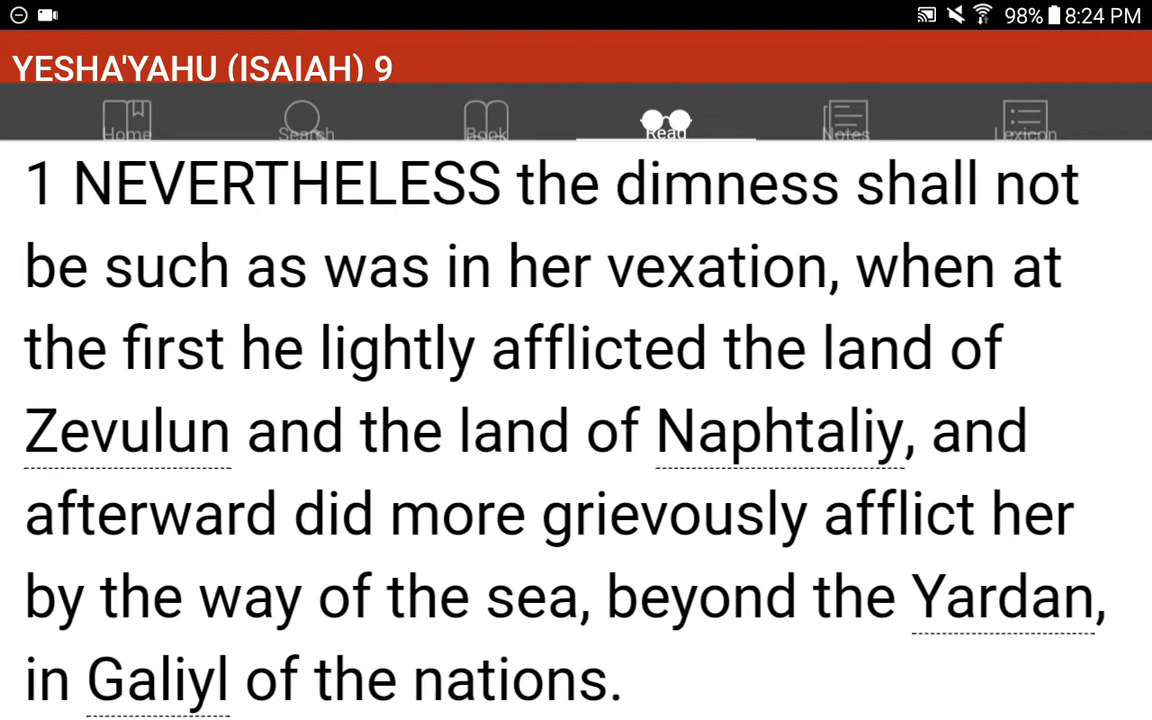 98% 8:24 PM
YESHA'YAHU (ISAIAH) 9
Home Search Book Read Notes Lexicon
1 NEVERTHELESS the dimness shall not
be such as was in her vexation, when at
the first he lightly afflicted the land of
Zevulun and the land of Naphtaliy, and
afterward did more grievously afflict her
by the way of the sea, beyond the Yardan,
in Galiyl of the nations.